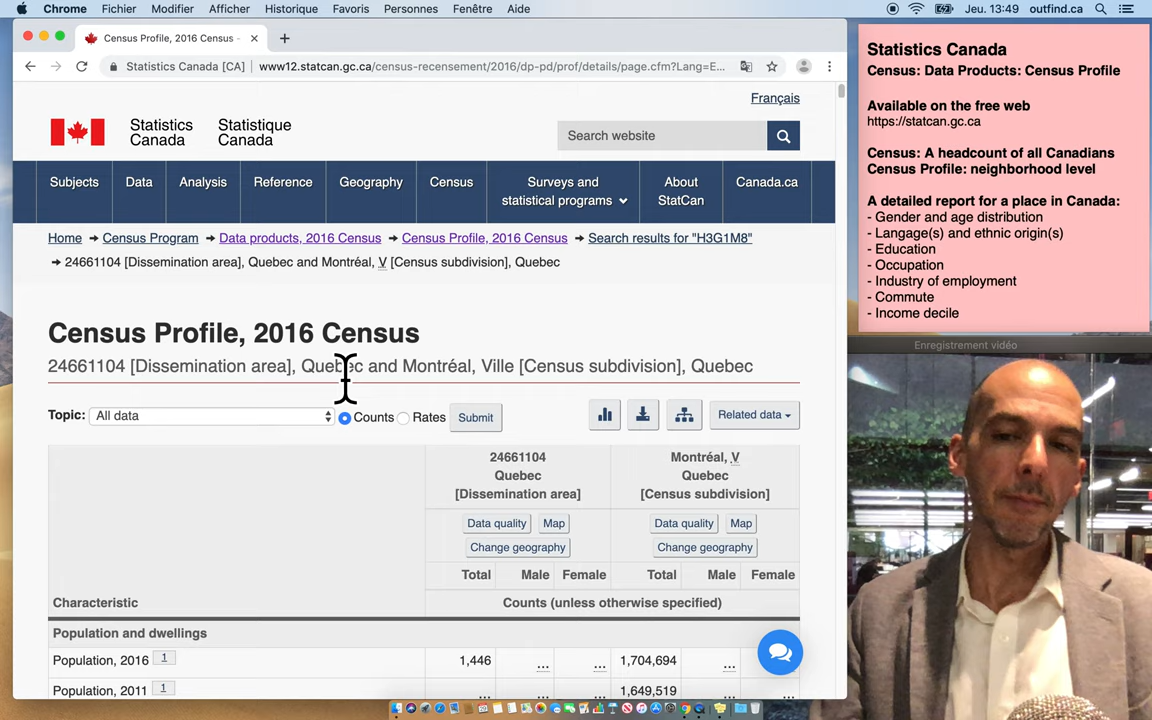 Chrome Fichier Modifier Afficher Historique Favoris Personnes Fenêtre Aide Jeu. 13:49 outfind.ca
Census Profile, 2016 Census -
Statistics Canada [CA] www12.statcan.gc.ca/census-recensement/2016/dp-pd/prof/details/page.cfm?Lang=E...
Français
Statistics Canada
Statistique Canada
Search website
Subjects
Data
Analysis
Reference
Geography
Census
Surveys and
statistical programs
About
StatCan
Canada.ca
Home → Census Program → Data products, 2016 Census → Census Profile, 2016 Census → Search results for "H3G1M8"
→ 24661104 [Dissemination area], Quebec and Montréal, V [Census subdivision], Quebec
Census Profile, 2016 Census
24661104 [Dissemination area], Quebec and Montréal, Ville [Census subdivision], Quebec
Topic: All data Counts Rates Submit Related data
24661104
Quebec
[Dissemination area]
Data quality Map
Change geography
Montréal, V
Quebec
[Census subdivision]
Data quality Map
Change geography
Total Male Female Total Male Female
Characteristic Counts (unless otherwise specified)
Population and dwellings
Population, 2016 1 1,446 ... ... 1,704,694 ...
Population, 2011 1 ... 1,649,519
Statistics Canada
Census: Data Products: Census Profile
Available on the free web
https://statcan.gc.ca
Census: A headcount of all Canadians
Census Profile: neighborhood level
A detailed report for a place in Canada:
- Gender and age distribution
- Langage(s) and ethnic origin(s)
- Education
- Occupation
- Industry of employment
- Commute
- Income decile
Enregistrement vidéo